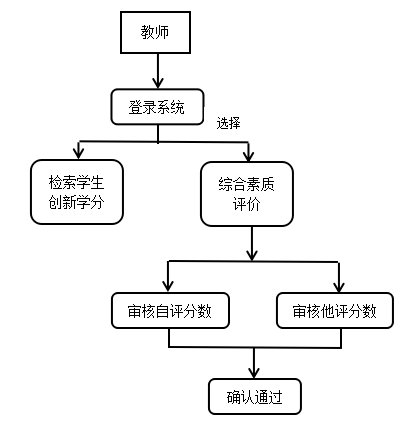 教师
登录系统
选择
检索学生
创新学分
综合素质
评价
审核自评分数
审核他评分数
确认通过